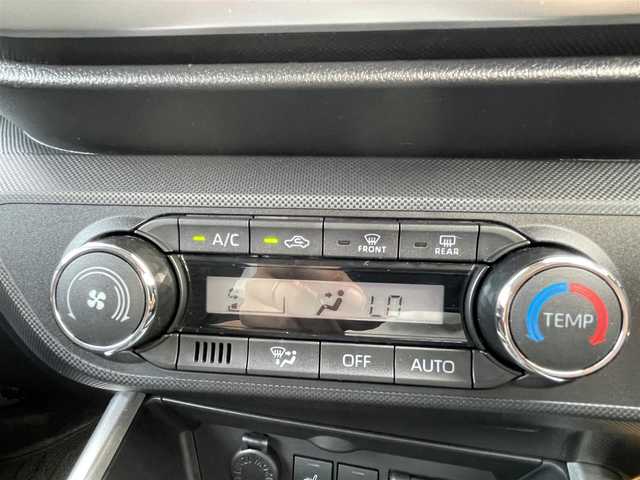 A/C FRONT REAR
LO
TEMP
OFF AUTO